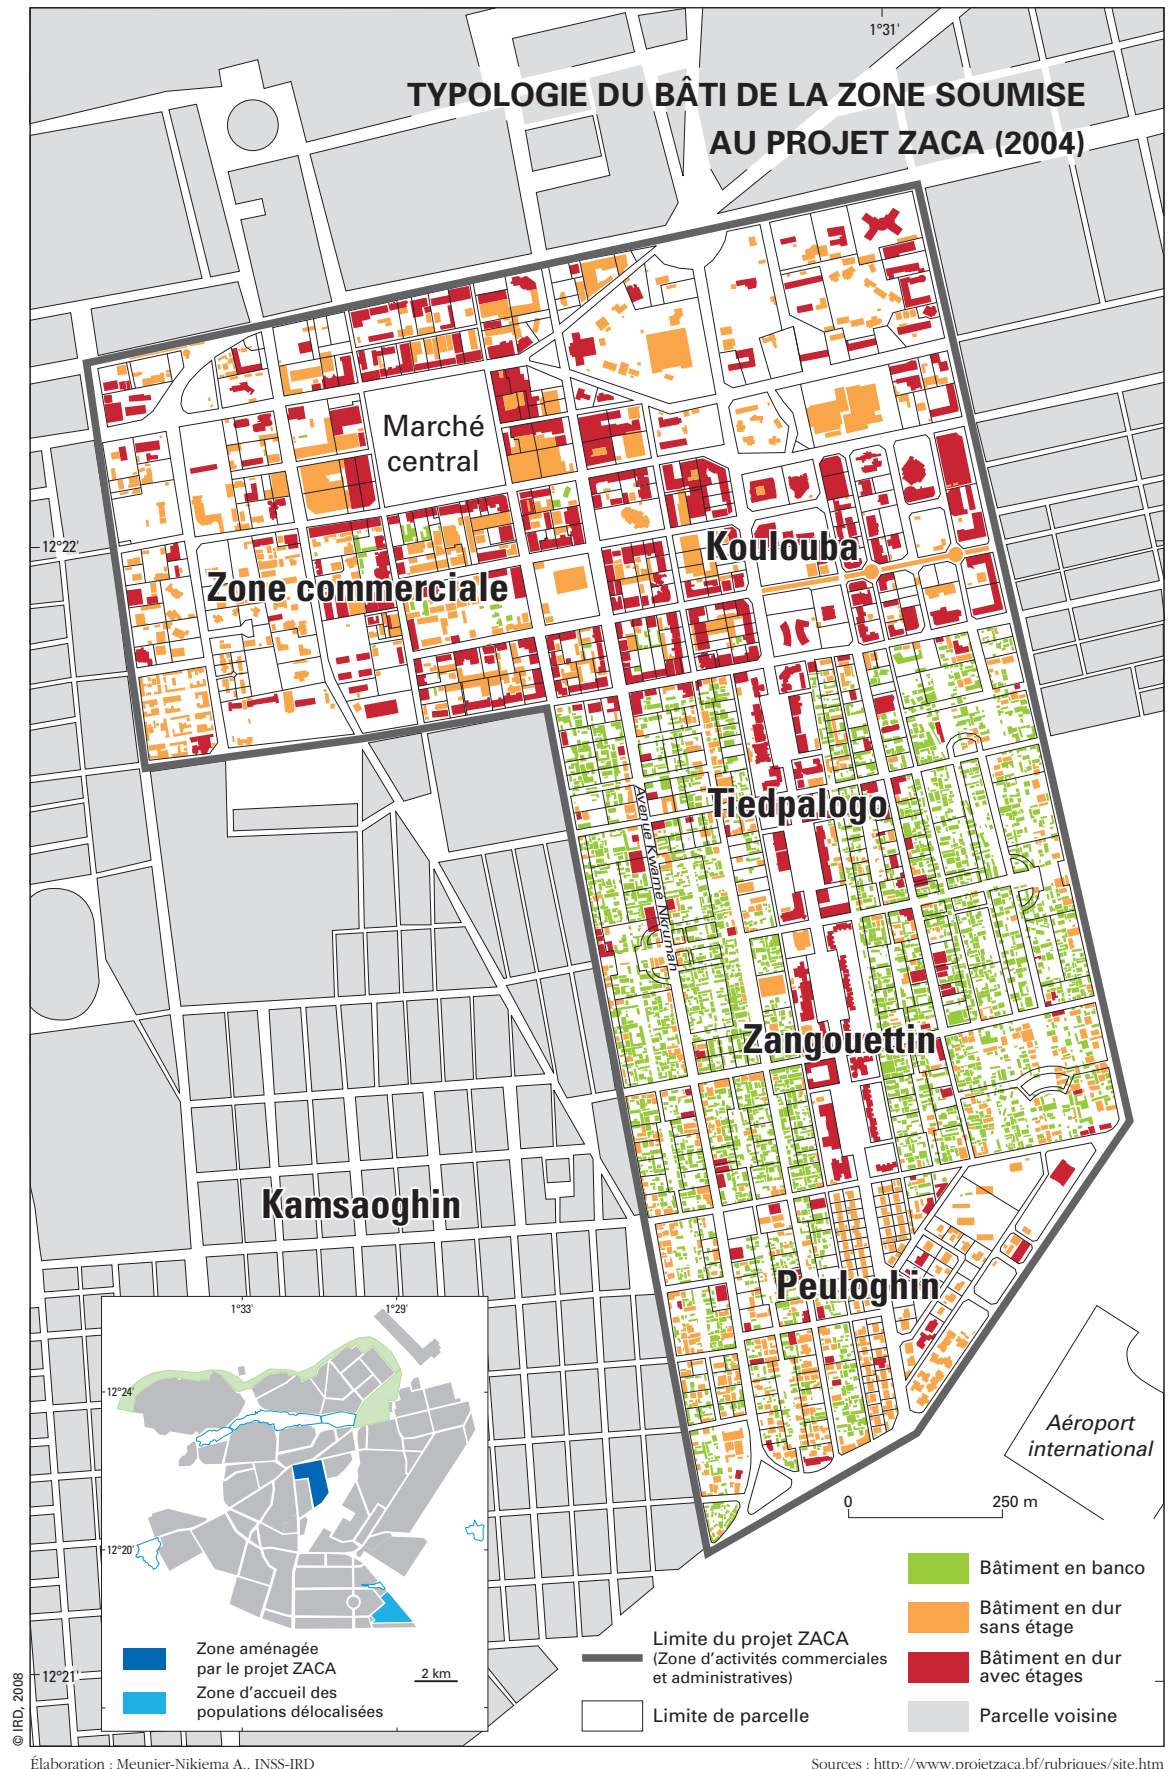 1°31'
TYPOLOGIE DU BÂTI DE LA ZONE SOUMISE
AU PROJET ZACA (2004)
Marché
central
12°22'
Koulouba
Zone commerciale
Tiedpalogo
Avenue Kwame Nkrumah
Zangouettin
Kamsaoghin
Peuloghin
1°33'
1°29'
12°24'
12°20'
Aéroport
international
0
250 m
Zone aménagée
par le projet ZACA
Zone d'accueil des
populations délocalisées
2 km
12°21'
Limite du projet ZACA
(Zone d'activités commerciales
et administratives)
Limite de parcelle
Bâtiment en banco
Bâtiment en dur
sans étage
Bâtiment en dur
avec étages
Parcelle voisine
© IRD, 2008
Élaboration : Meunier-Nikiema A., INSS-IRD
Sources : http://www.projetzaca.bf/rubriques/site.htm